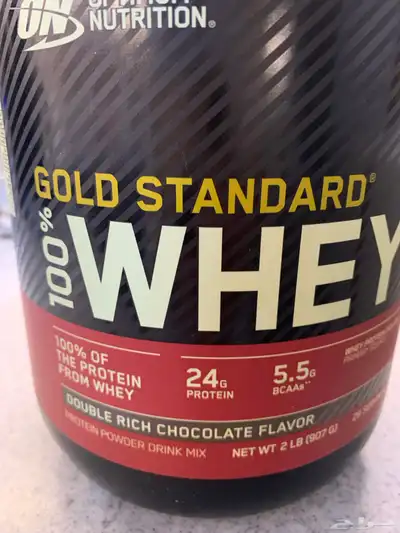 ON
NUTRITION®
GOLD STANDARD®
100% WHEY
100% OF
THE PROTEIN
FROM WHEY
24G
PROTEIN
5.5G
BCAAs**
DOUBLE RICH CHOCOLATE FLAVOR
PROTEIN POWDER DRINK MIX
NET WT 2 LB (907 G)